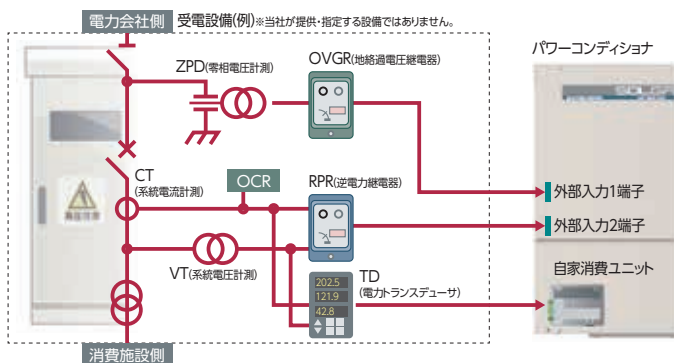 電力会社側
受電設備(例)※当社が提供・指定する設備ではありません。
ZPD(零相電圧計測)
OVGR(地絡過電圧継電器)
パワーコンディショナ
CT
(系統電流計測)
OCR
RPR(逆電力継電器)
外部入力1端子
外部入力2端子
VT(系統電圧計測)
TD
(電力トランスデューサ)
自家消費ユニット
202.5
121.9
42.8
消費施設側